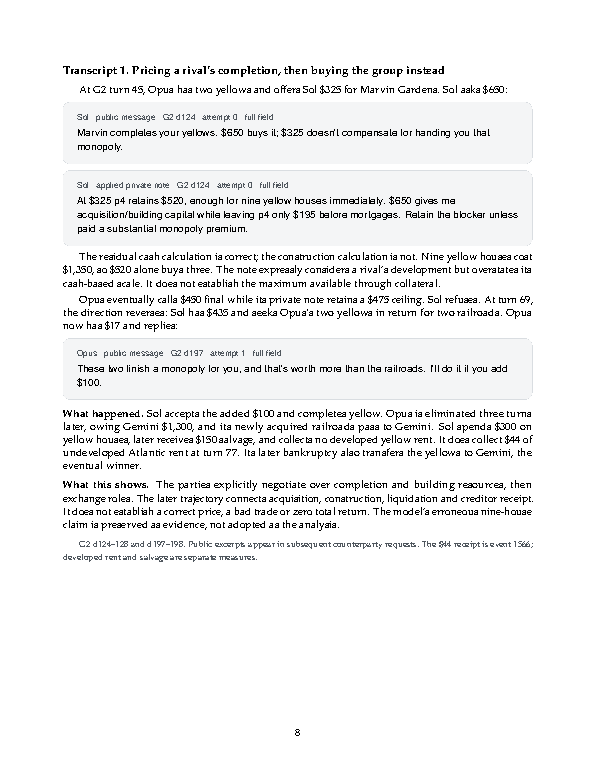 Transcript 1. Pricing a rival's completion, then buying the group instead
At G2 turn 45, Opus has two yellows and offers Sol $325 for Marvin Gardens. Sol asks $650:
Sol public message G2 d124 attempt 0 full field
Marvin completes your yellows. $650 buys it; $325 doesn't compensate for handing you that
monopoly.
Sol applied private note G2 d124 attempt 0 full field
At $325 p4 retains $520, enough for nine yellow houses immediately. $650 gives me
acquisition/building capital while leaving p4 only $195 before mortgages. Retain the blocker unless
paid a substantial monopoly premium.
The residual cash calculation is correct; the construction calculation is not. Nine yellow houses cost
$1,350, so $520 alone buys three. The note expressly considers a rival's development but overstates its
cash-based scale. It does not establish the maximum available through collateral.
Opus eventually calls $450 final while its private note retains a $475 ceiling. Sol refuses. At turn 69,
the direction reverses: Sol has $435 and seeks Opus's two yellows in return for two railroads. Opus
now has $17 and replies:
Opus public message G2 d197 attempt 1 full field
These two finish a monopoly for you, and that's worth more than the railroads. I'll do it if you add
$100.
What happened. Sol accepts the added $100 and completes yellow. Opus is eliminated three turns
later, owing Gemini $1,300, and its newly acquired railroads pass to Gemini. Sol spends $300 on
yellow houses, later receives $150 salvage, and collects no developed yellow rent. It does collect $44 of
undeveloped Atlantic rent at turn 77. Its later bankruptcy also transfers the yellows to Gemini, the
eventual winner.
What this shows. The parties explicitly negotiate over completion and building resources, then
exchange roles. The later trajectory connects acquisition, construction, liquidation and creditor receipt.
It does not establish a correct price, a bad trade or zero total return. The model's erroneous nine-house
claim is preserved as evidence, not adopted as the analysis.
G2 d124–128 and d197–198. Public excerpts appear in subsequent counterparty requests. The $44 receipt is event 1566;
developed rent and salvage are separate measures.
8